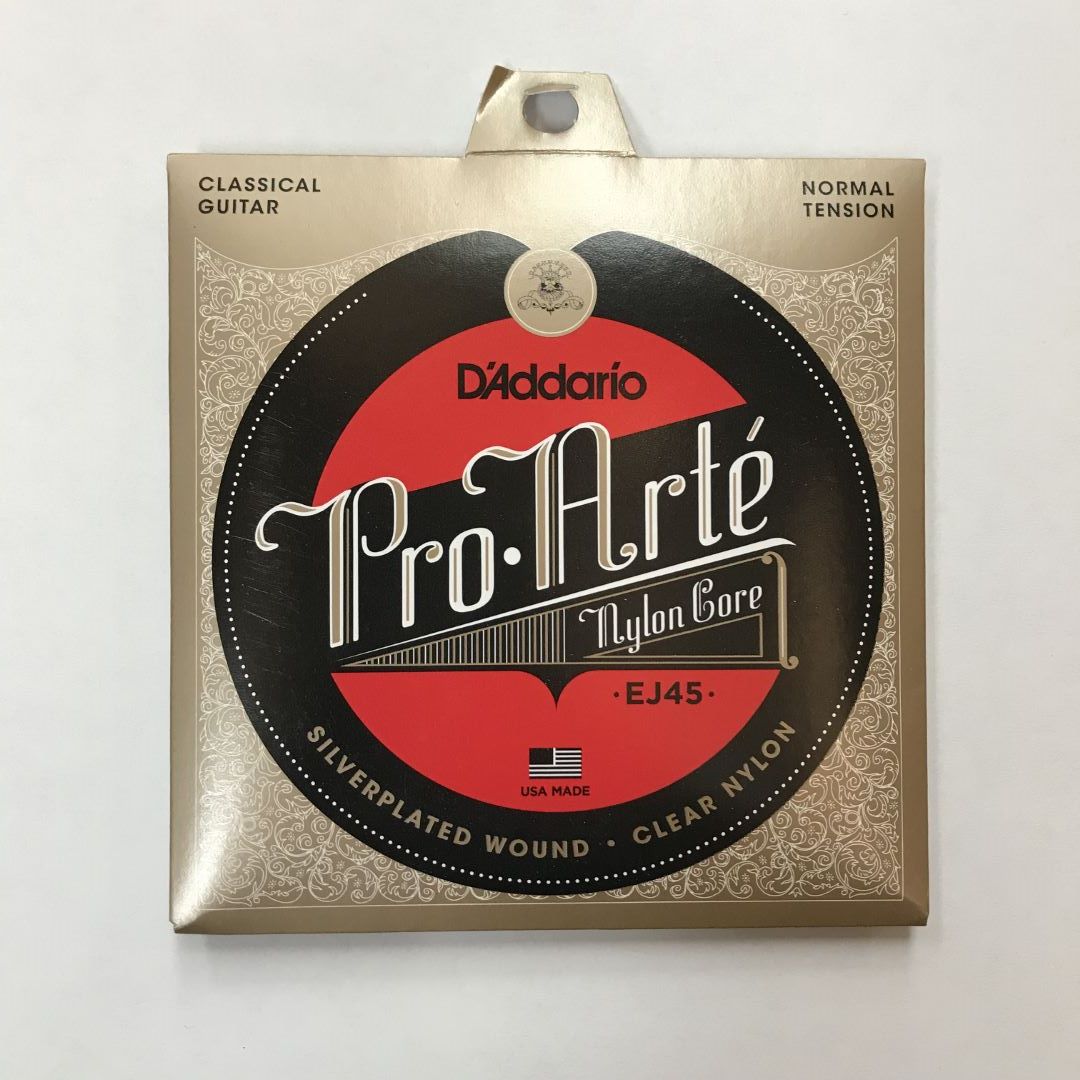 CLASSICAL
GUITAR
NORMAL
TENSION
D'Addario
Pro·Arté
Nylon Core
·EJ45·
USA MADE
SILVERPLATED WOUND · CLEAR NYLON